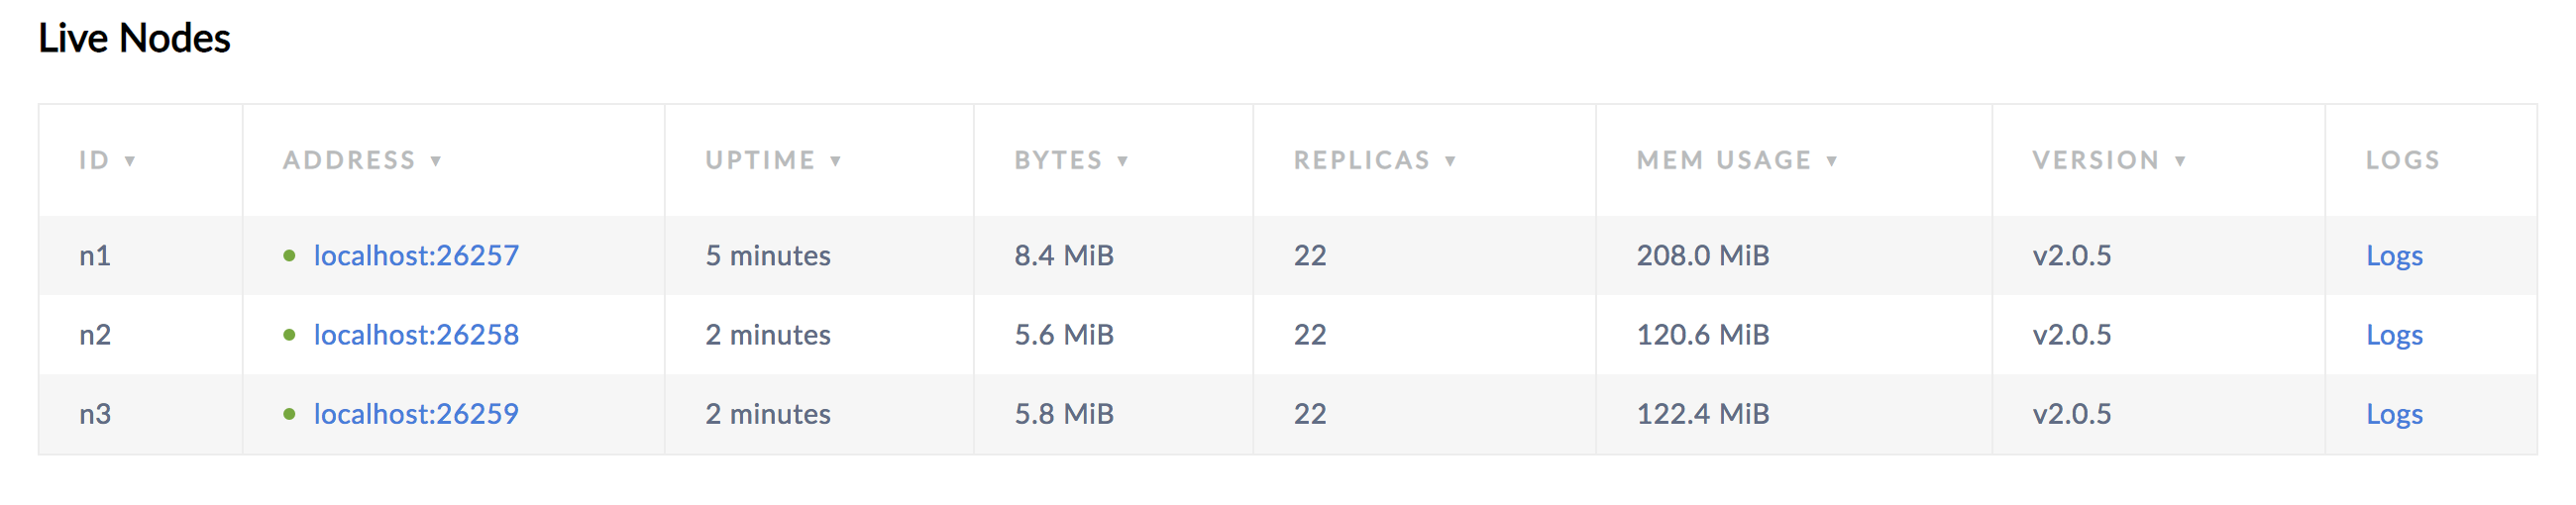 Live Nodes
ID ▼ ADDRESS ▼ UPTIME ▼ BYTES ▼ REPLICAS ▼ MEM USAGE ▼ VERSION ▼ LOGS
n1 localhost:26257 5 minutes 8.4 MiB 22 208.0 MiB v2.0.5 Logs
n2 localhost:26258 2 minutes 5.6 MiB 22 120.6 MiB v2.0.5 Logs
n3 localhost:26259 2 minutes 5.8 MiB 22 122.4 MiB v2.0.5 Logs